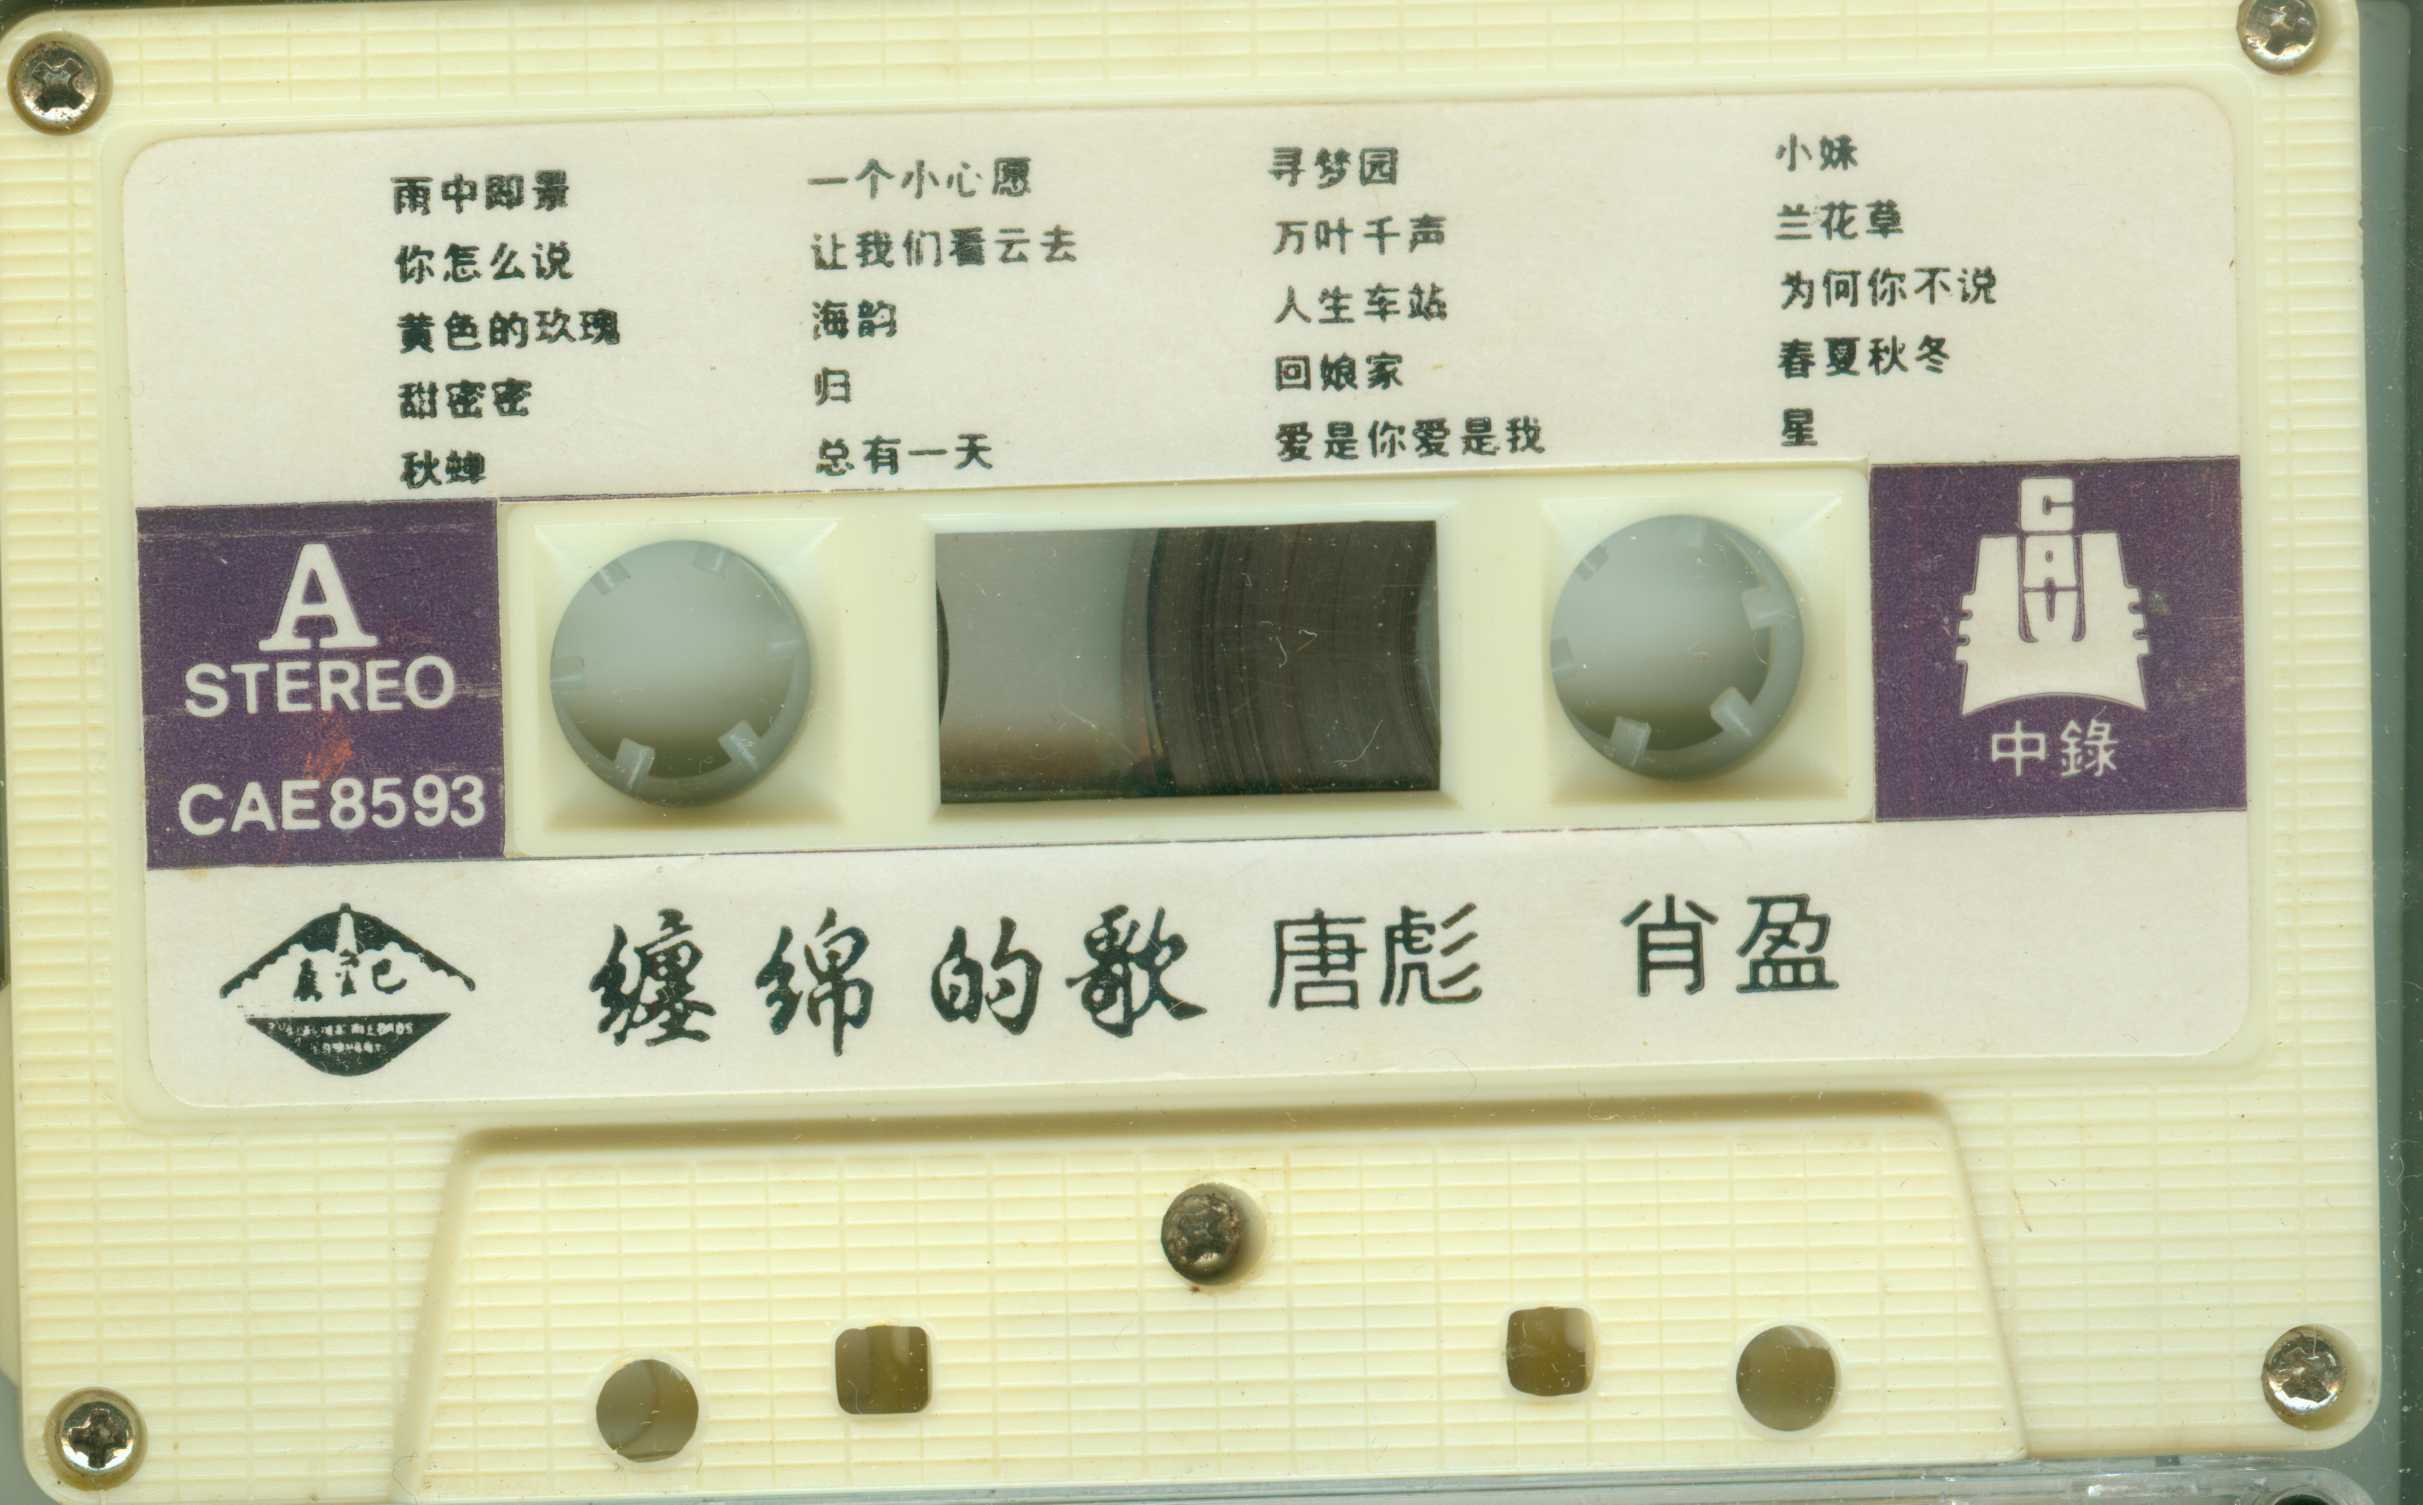 雨中即景
你怎么说
黄色的玫瑰
甜密密
秋蝉
一个小心愿
让我们看云去
海韵
归
总有一天
寻梦园
万叶千声
人生车站
回娘家
爱是你爱是我
小妹
兰花草
为何你不说
春夏秋冬
星
A
STEREO
CAE8593
CAV
中錄
缠绵的歌 唐彪 肖盈